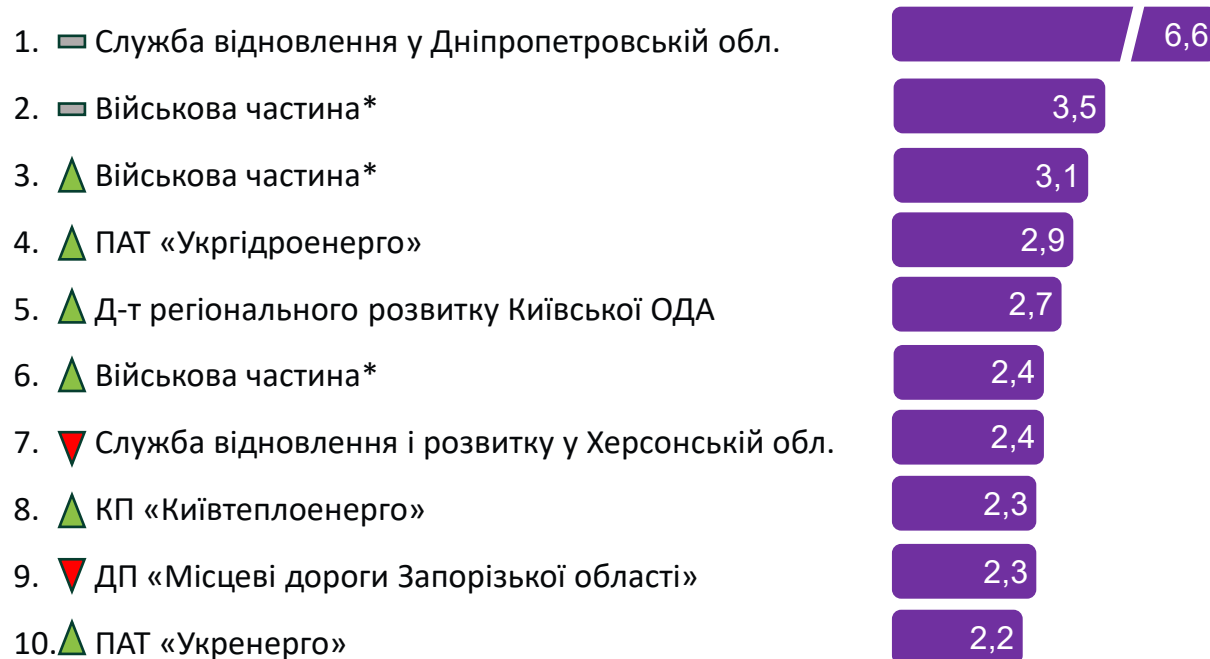 1. Служба відновлення у Дніпропетровській обл. 6,6
2. Військова частина* 3,5
3. Військова частина* 3,1
4. ПАТ «Укргідроенерго» 2,9
5. Д-т регіонального розвитку Київської ОДА 2,7
6. Військова частина* 2,4
7. Служба відновлення і розвитку у Херсонській обл. 2,4
8. КП «Київтеплоенерго» 2,3
9. ДП «Місцеві дороги Запорізької області» 2,3
10. ПАТ «Укренерго» 2,2